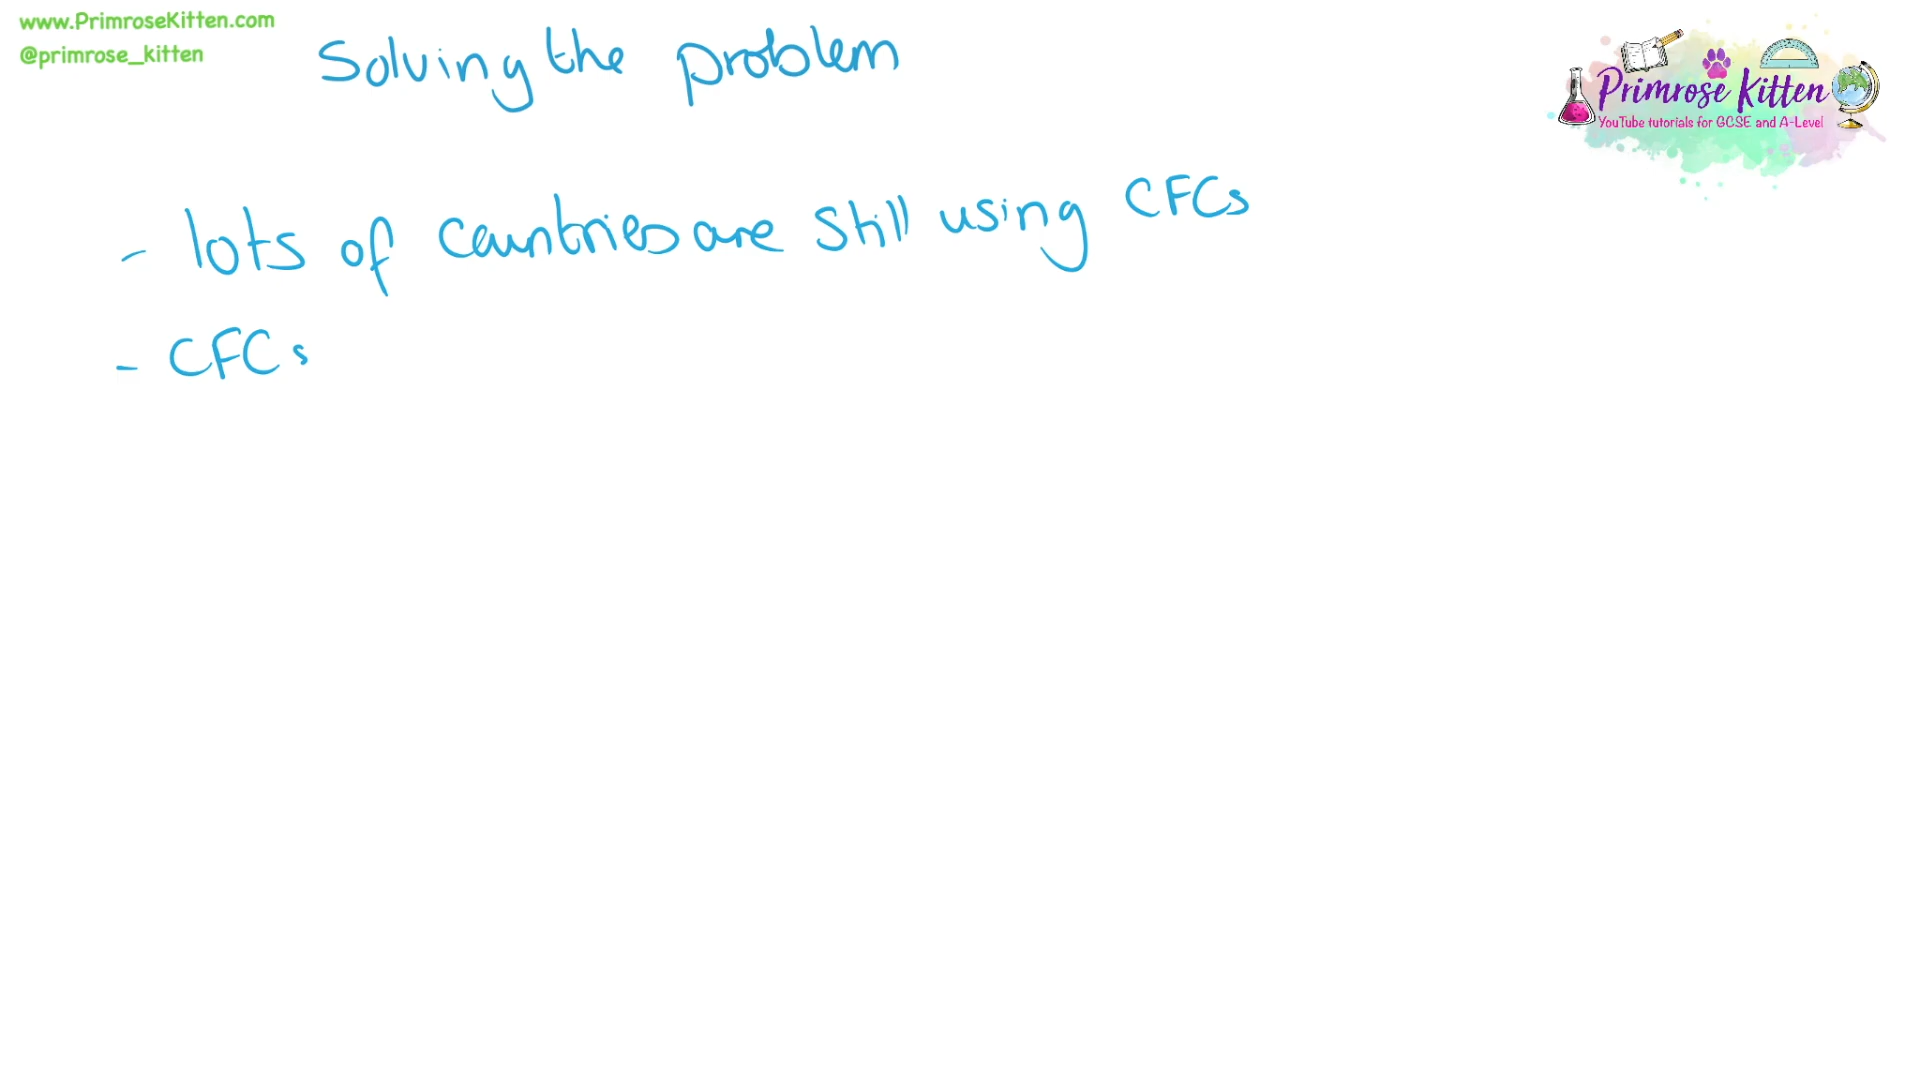 www.PrimroseKitten.com
@primrose_kitten
Solving the problem
Primrose Kitten
YouTube tutorials for GCSE and A-Level
- lots of countries are still using CFCs
- CFCs